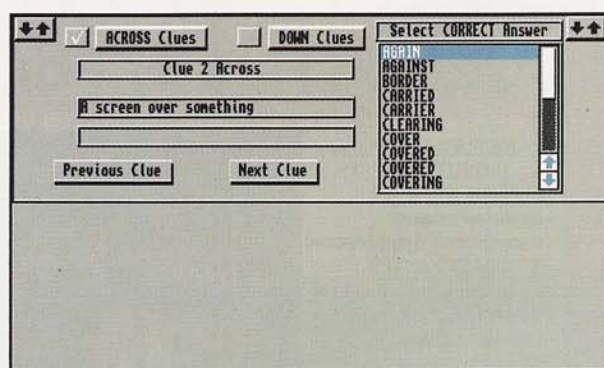 ACROSS Clues
DOWN Clues
Select CORRECT Answer
Clue 2 Across
A screen over something
Previous Clue
Next Clue
AGAIN
AGAINST
BORDER
CARRIED
CARRIER
CLEARING
COVER
COVERED
COVERED
COVERING